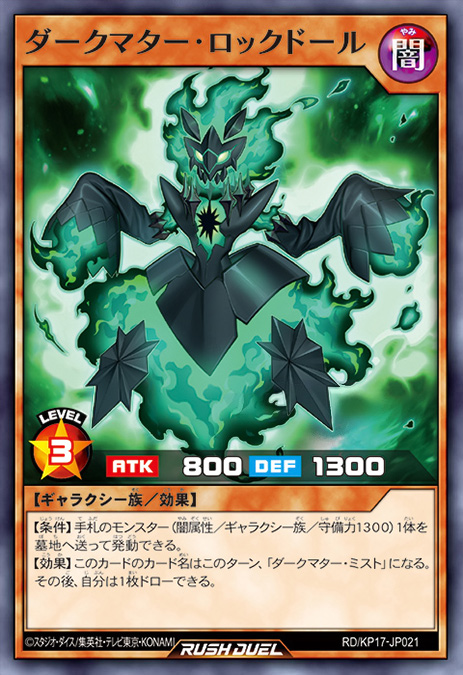 ダークマター・ロックドール
やみ
闇
LEVEL
3
ATK 800 DEF 1300
【ギャラクシー族／効果】
【条件】手札のモンスター（闇属性／ギャラクシー族／守備力1300）1体を
墓地へ送って発動できる。
【効果】このカードのカード名はこのターン、「ダークマター・ミスト」になる。
その後、自分は1枚ドローできる。
©スタジオ・ダイス/集英社・テレビ東京・KONAMI RUSH DUEL RD/KP17-JP021